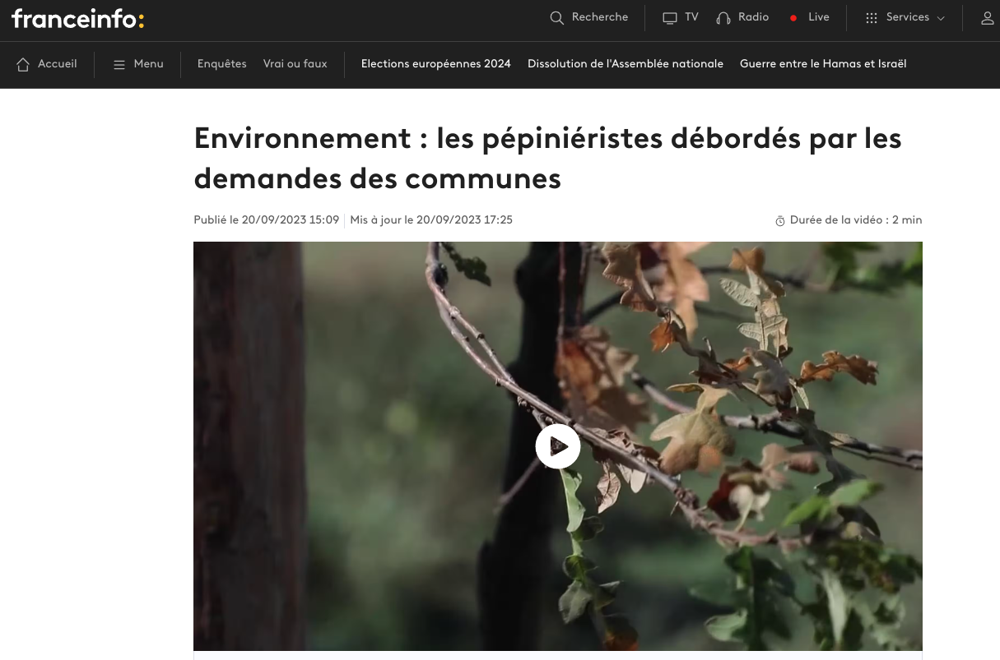 franceinfo:
Recherche TV Radio Live Services
Accueil Menu Enquêtes Vrai ou faux Elections européennes 2024 Dissolution de l'Assemblée nationale Guerre entre le Hamas et Israël
Environnement : les pépiniéristes débordés par les
demandes des communes
Publié le 20/09/2023 15:09 Mis à jour le 20/09/2023 17:25 Durée de la vidéo : 2 min